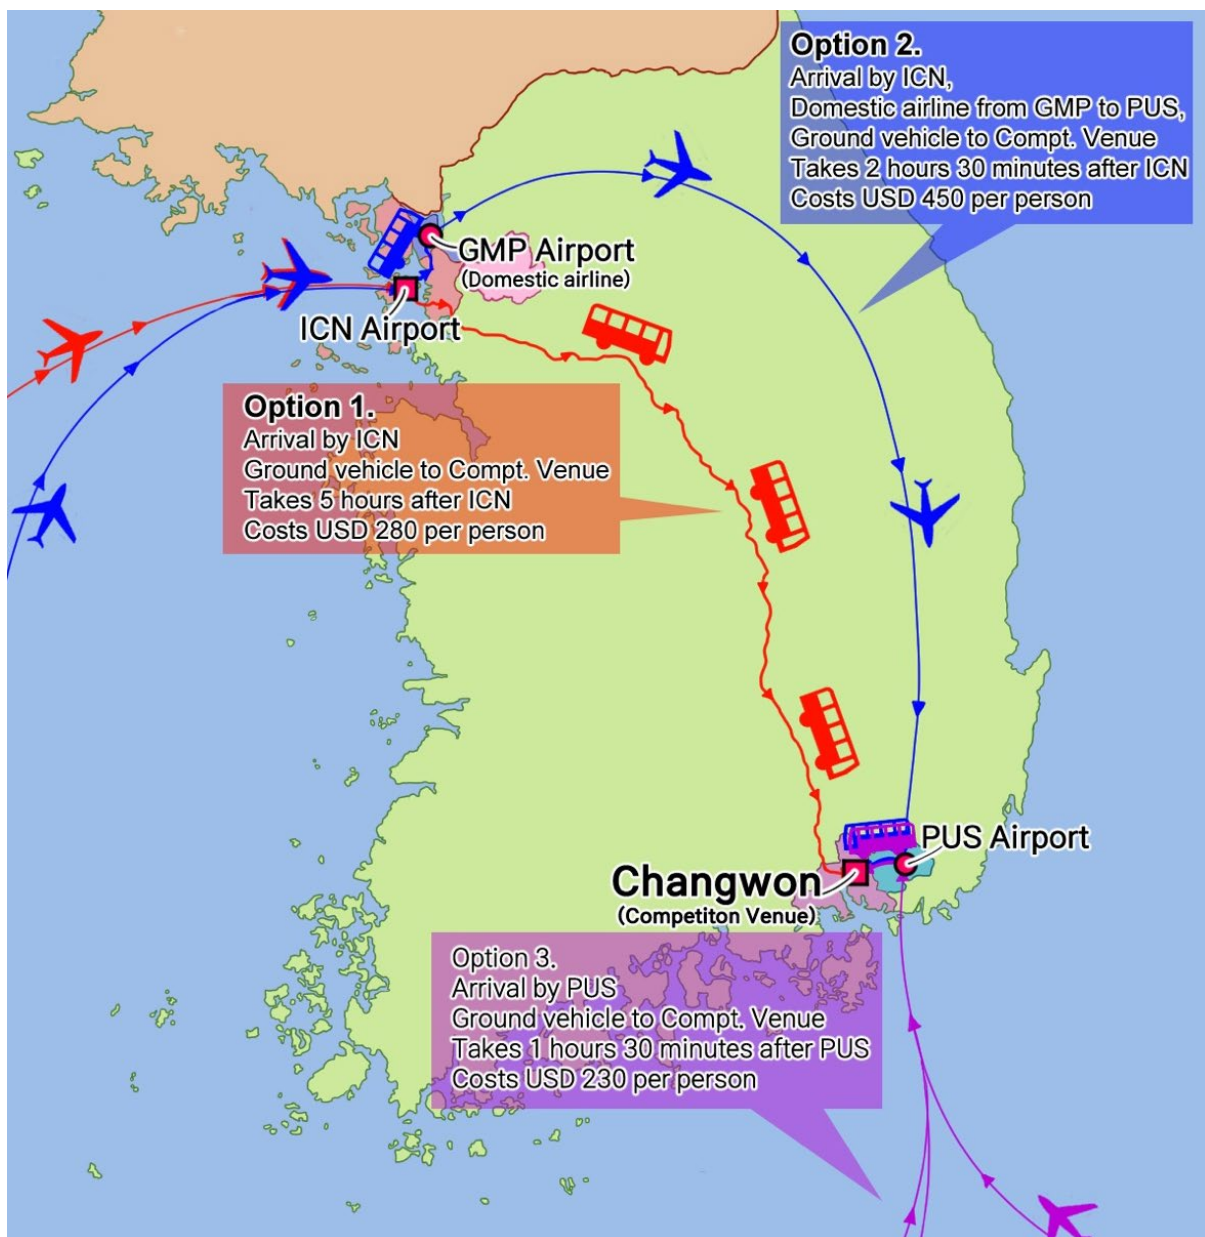 Option 2.
Arrival by ICN,
Domestic airline from GMP to PUS,
Ground vehicle to Compt. Venue
Takes 2 hours 30 minutes after ICN
Costs USD 450 per person
GMP Airport
(Domestic airline)
ICN Airport
Option 1.
Arrival by ICN
Ground vehicle to Compt. Venue
Takes 5 hours after ICN
Costs USD 280 per person
PUS Airport
Changwon
(Competiton Venue)
Option 3.
Arrival by PUS
Ground vehicle to Compt. Venue
Takes 1 hours 30 minutes after PUS
Costs USD 230 per person